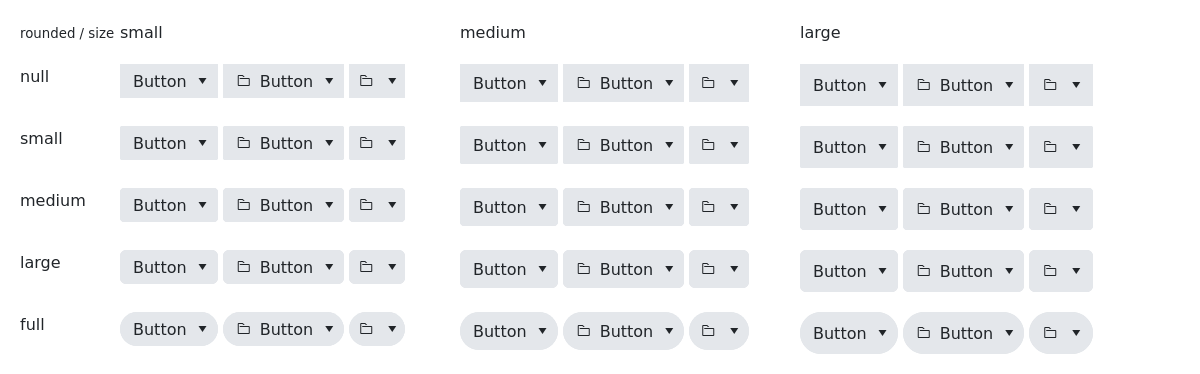 rounded / size small medium large
null Button Button Button Button Button Button
small Button Button Button Button Button Button
medium Button Button Button Button Button Button
large Button Button Button Button Button Button
full Button Button Button Button Button Button